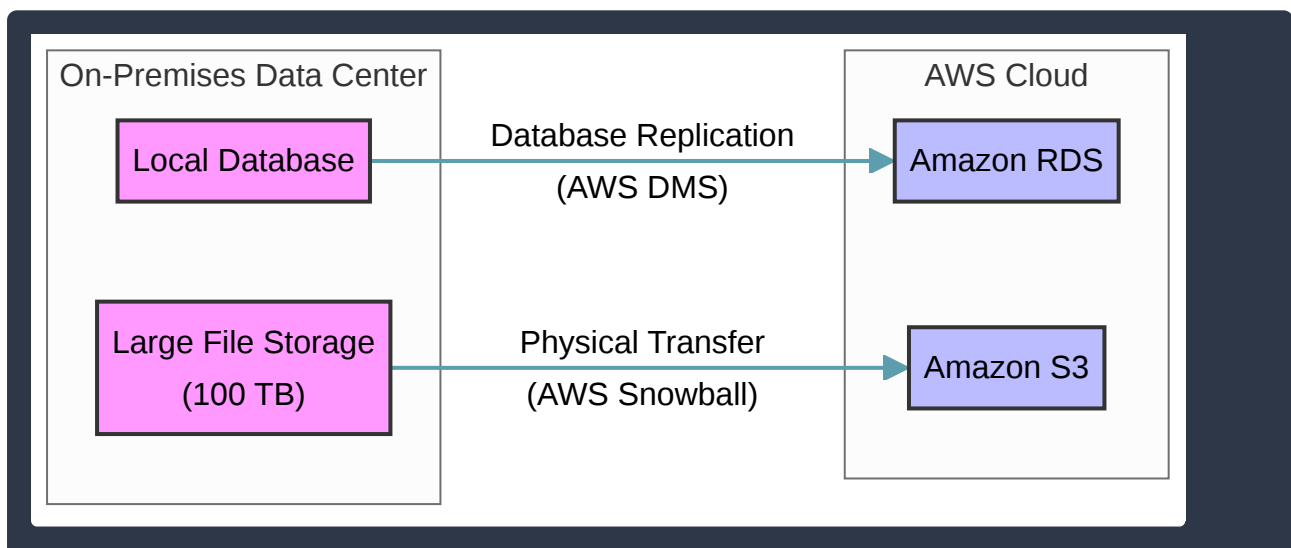 On-Premises Data Center
AWS Cloud
Local Database
Database Replication
(AWS DMS)
Amazon RDS
Large File Storage
(100 TB)
Physical Transfer
(AWS Snowball)
Amazon S3